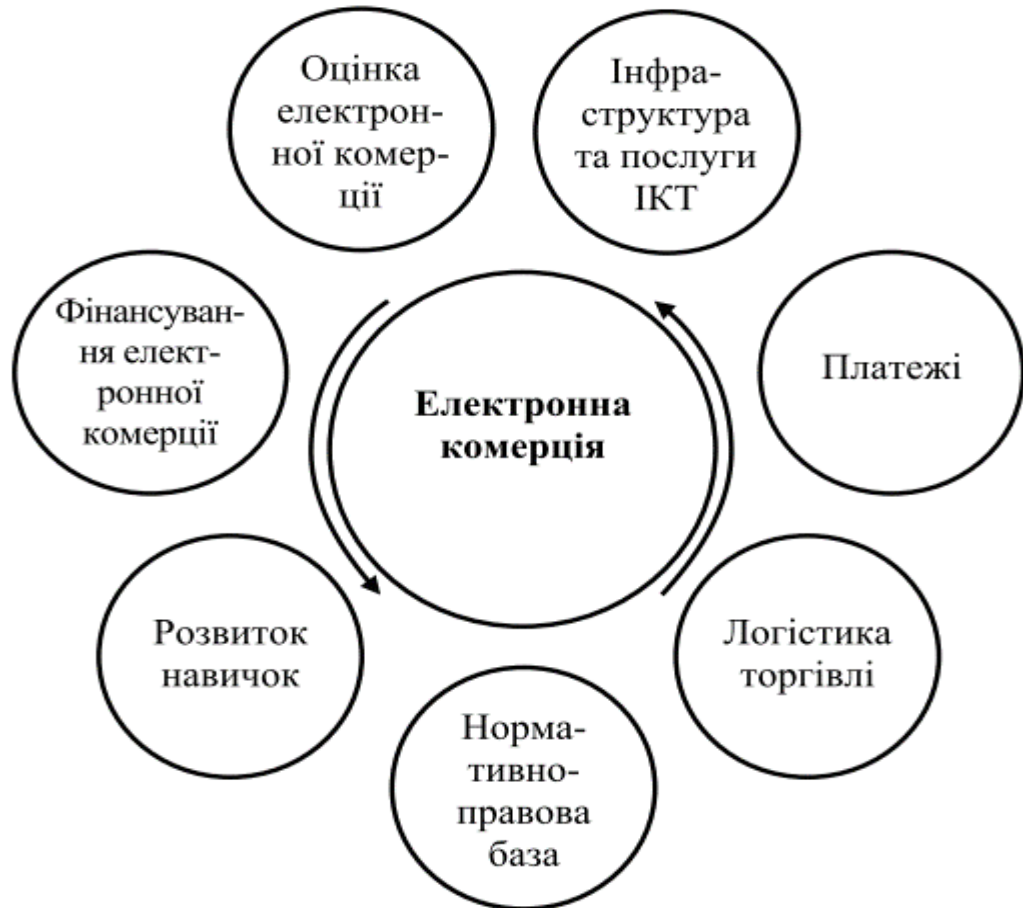 Оцінка
електрон-
ної комер-
ції
Інфра-
структура
та послуги
ІКТ
Фінансуван-
ня елект-
ронної
комерції
Електронна
комерція
Платежі
Розвиток
навичок
Логістика
торгівлі
Норма-
тивно-
правова
база